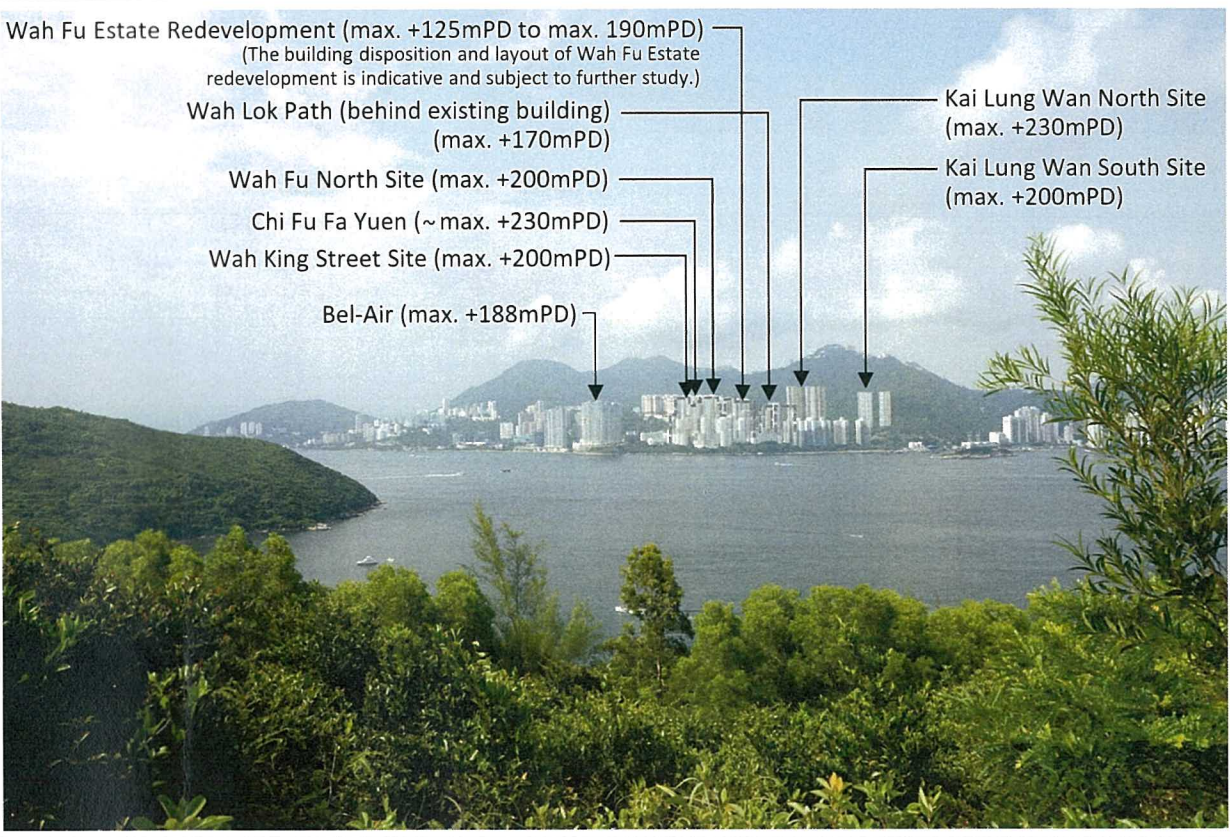 Wah Fu Estate Redevelopment (max. +125mPD to max. 190mPD)
(The building disposition and layout of Wah Fu Estate
redevelopment is indicative and subject to further study.)
Wah Lok Path (behind existing building)
(max. +170mPD)
Wah Fu North Site (max. +200mPD)
Chi Fu Fa Yuen (~ max. +230mPD)
Wah King Street Site (max. +200mPD)
Bel-Air (max. +188mPD)
Kai Lung Wan North Site
(max. +230mPD)
Kai Lung Wan South Site
(max. +200mPD)